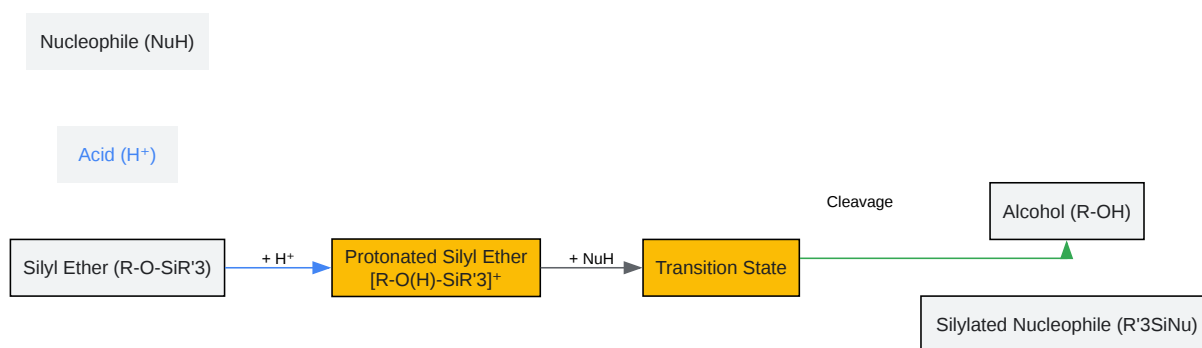 Nucleophile (NuH)
Acid (H⁺)
Cleavage
Alcohol (R-OH)
Silyl Ether (R-O-SiR'3)
+ H⁺
Protonated Silyl Ether
[R-O(H)-SiR'3]⁺
+ NuH
Transition State
Silylated Nucleophile (R'3SiNu)